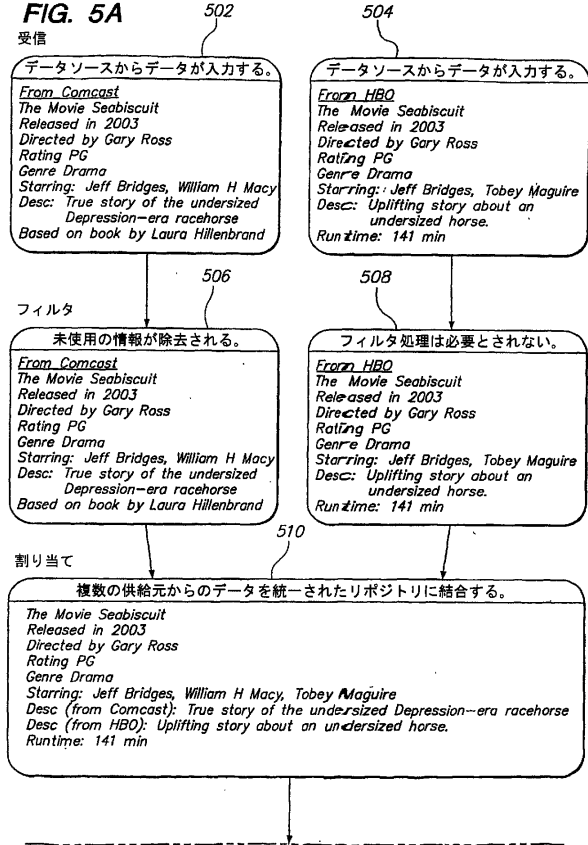 FIG. 5A
502
504
受信
データソースからデータが入力する。
From Comcast
The Movie Seabiscuit
Released in 2003
Directed by Gary Ross
Rating PG
Genre Drama
Starring: Jeff Bridges, William H Macy
Desc: True story of the undersized
Depression-era racehorse
Based on book by Laura Hillenbrand
データソースからデータが入力する。
From HBO
The Movie Seabiscuit
Released in 2003
Directed by Gary Ross
Rating PG
Genre Drama
Starring: Jeff Bridges, Tobey Maguire
Desc: Uplifting story about an
undersized horse.
Runtime: 141 min
506
508
フィルタ
未使用の情報が除去される。
From Comcast
The Movie Seabiscuit
Released in 2003
Directed by Gary Ross
Rating PG
Genre Drama
Starring: Jeff Bridges, William H Macy
Desc: True story of the undersized
Depression-era racehorse
Based on book by Laura Hillenbrand
フィルタ処理は必要とされない。
From HBO
The Movie Seabiscuit
Released in 2003
Directed by Gary Ross
Rating PG
Genre Drama
Starring: Jeff Bridges, Tobey Maguire
Desc: Uplifting story about an
undersized horse.
Runtime: 141 min
510
割り当て
複数の供給元からのデータを統一されたリポジトリに結合する。
The Movie Seabiscuit
Released in 2003
Directed by Gary Ross
Rating PG
Genre Drama
Starring: Jeff Bridges, William H Macy, Tobey Maguire
Desc (from Comcast): True story of the undersized Depression-era racehorse
Desc (from HBO): Uplifting story about an undersized horse.
Runtime: 141 min